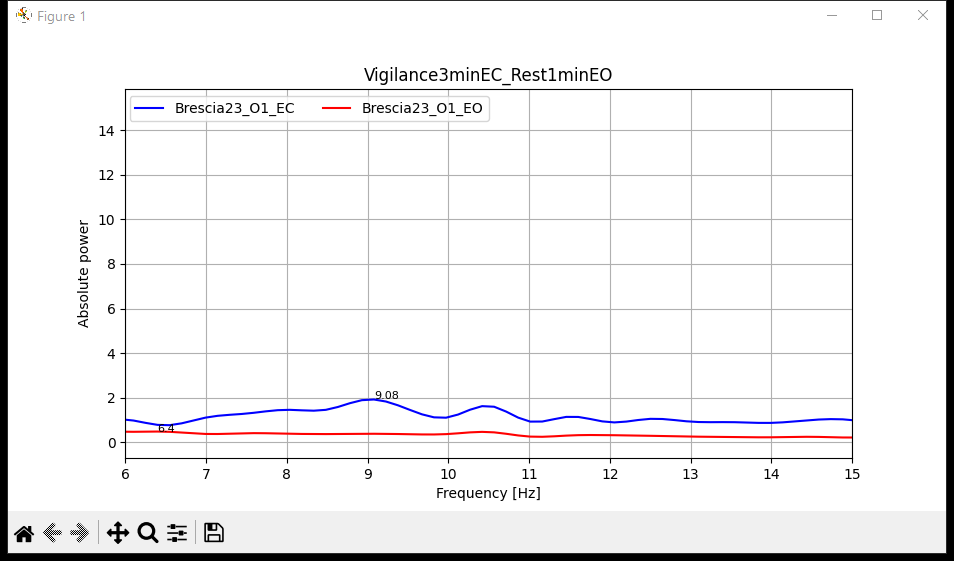 Figure 1
Vigilance3minEC_Rest1minEO
Brescia23_O1_EC Brescia23_O1_EO
Absolute power
14
12
10
8
6
4
2
0
9.08
6.4
6 7 8 9 10 11 12 13 14 15
Frequency [Hz]